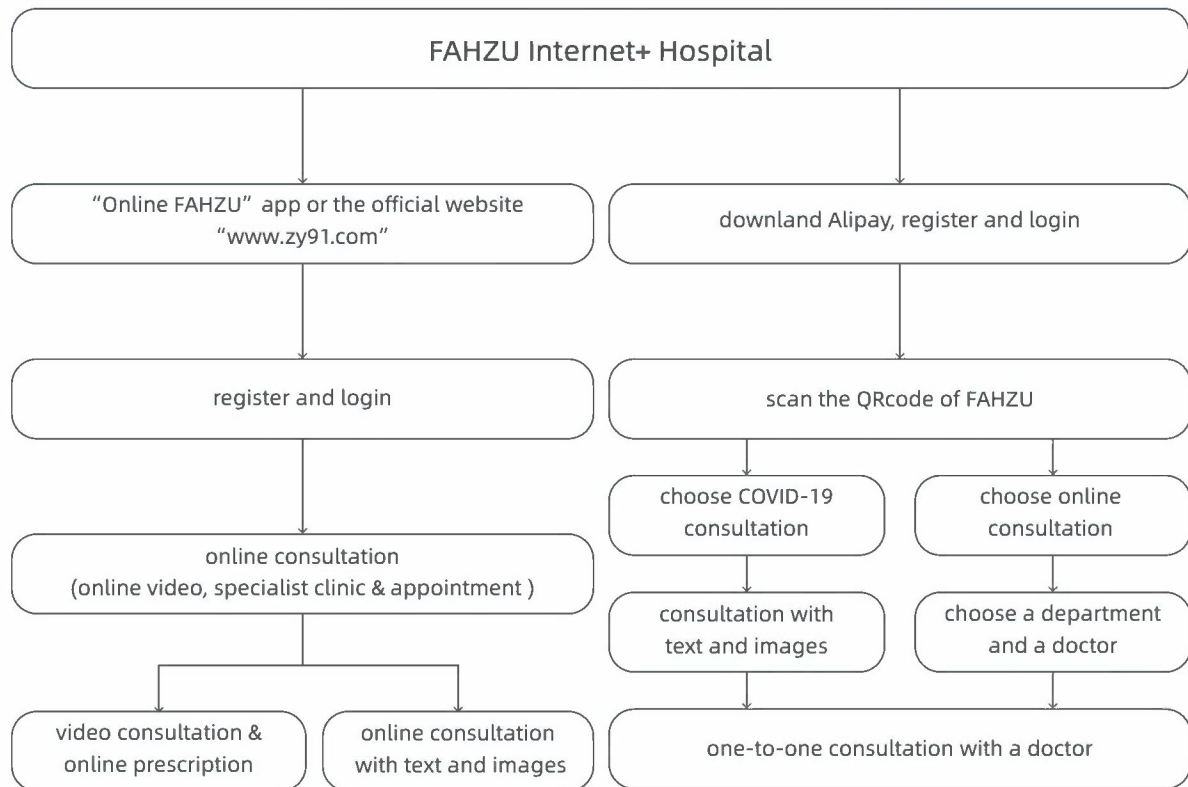 FAHZU Internet+ Hospital
“Online FAHZU” app or the official website
“www.zy91.com”
downland Alipay, register and login
register and login
scan the QRcode of FAHZU
choose COVID-19
consultation
choose online
consultation
online consultation
(online video, specialist clinic & appointment )
consultation with
text and images
choose a department
and a doctor
video consultation &
online prescription
online consultation
with text and images
one-to-one consultation with a doctor